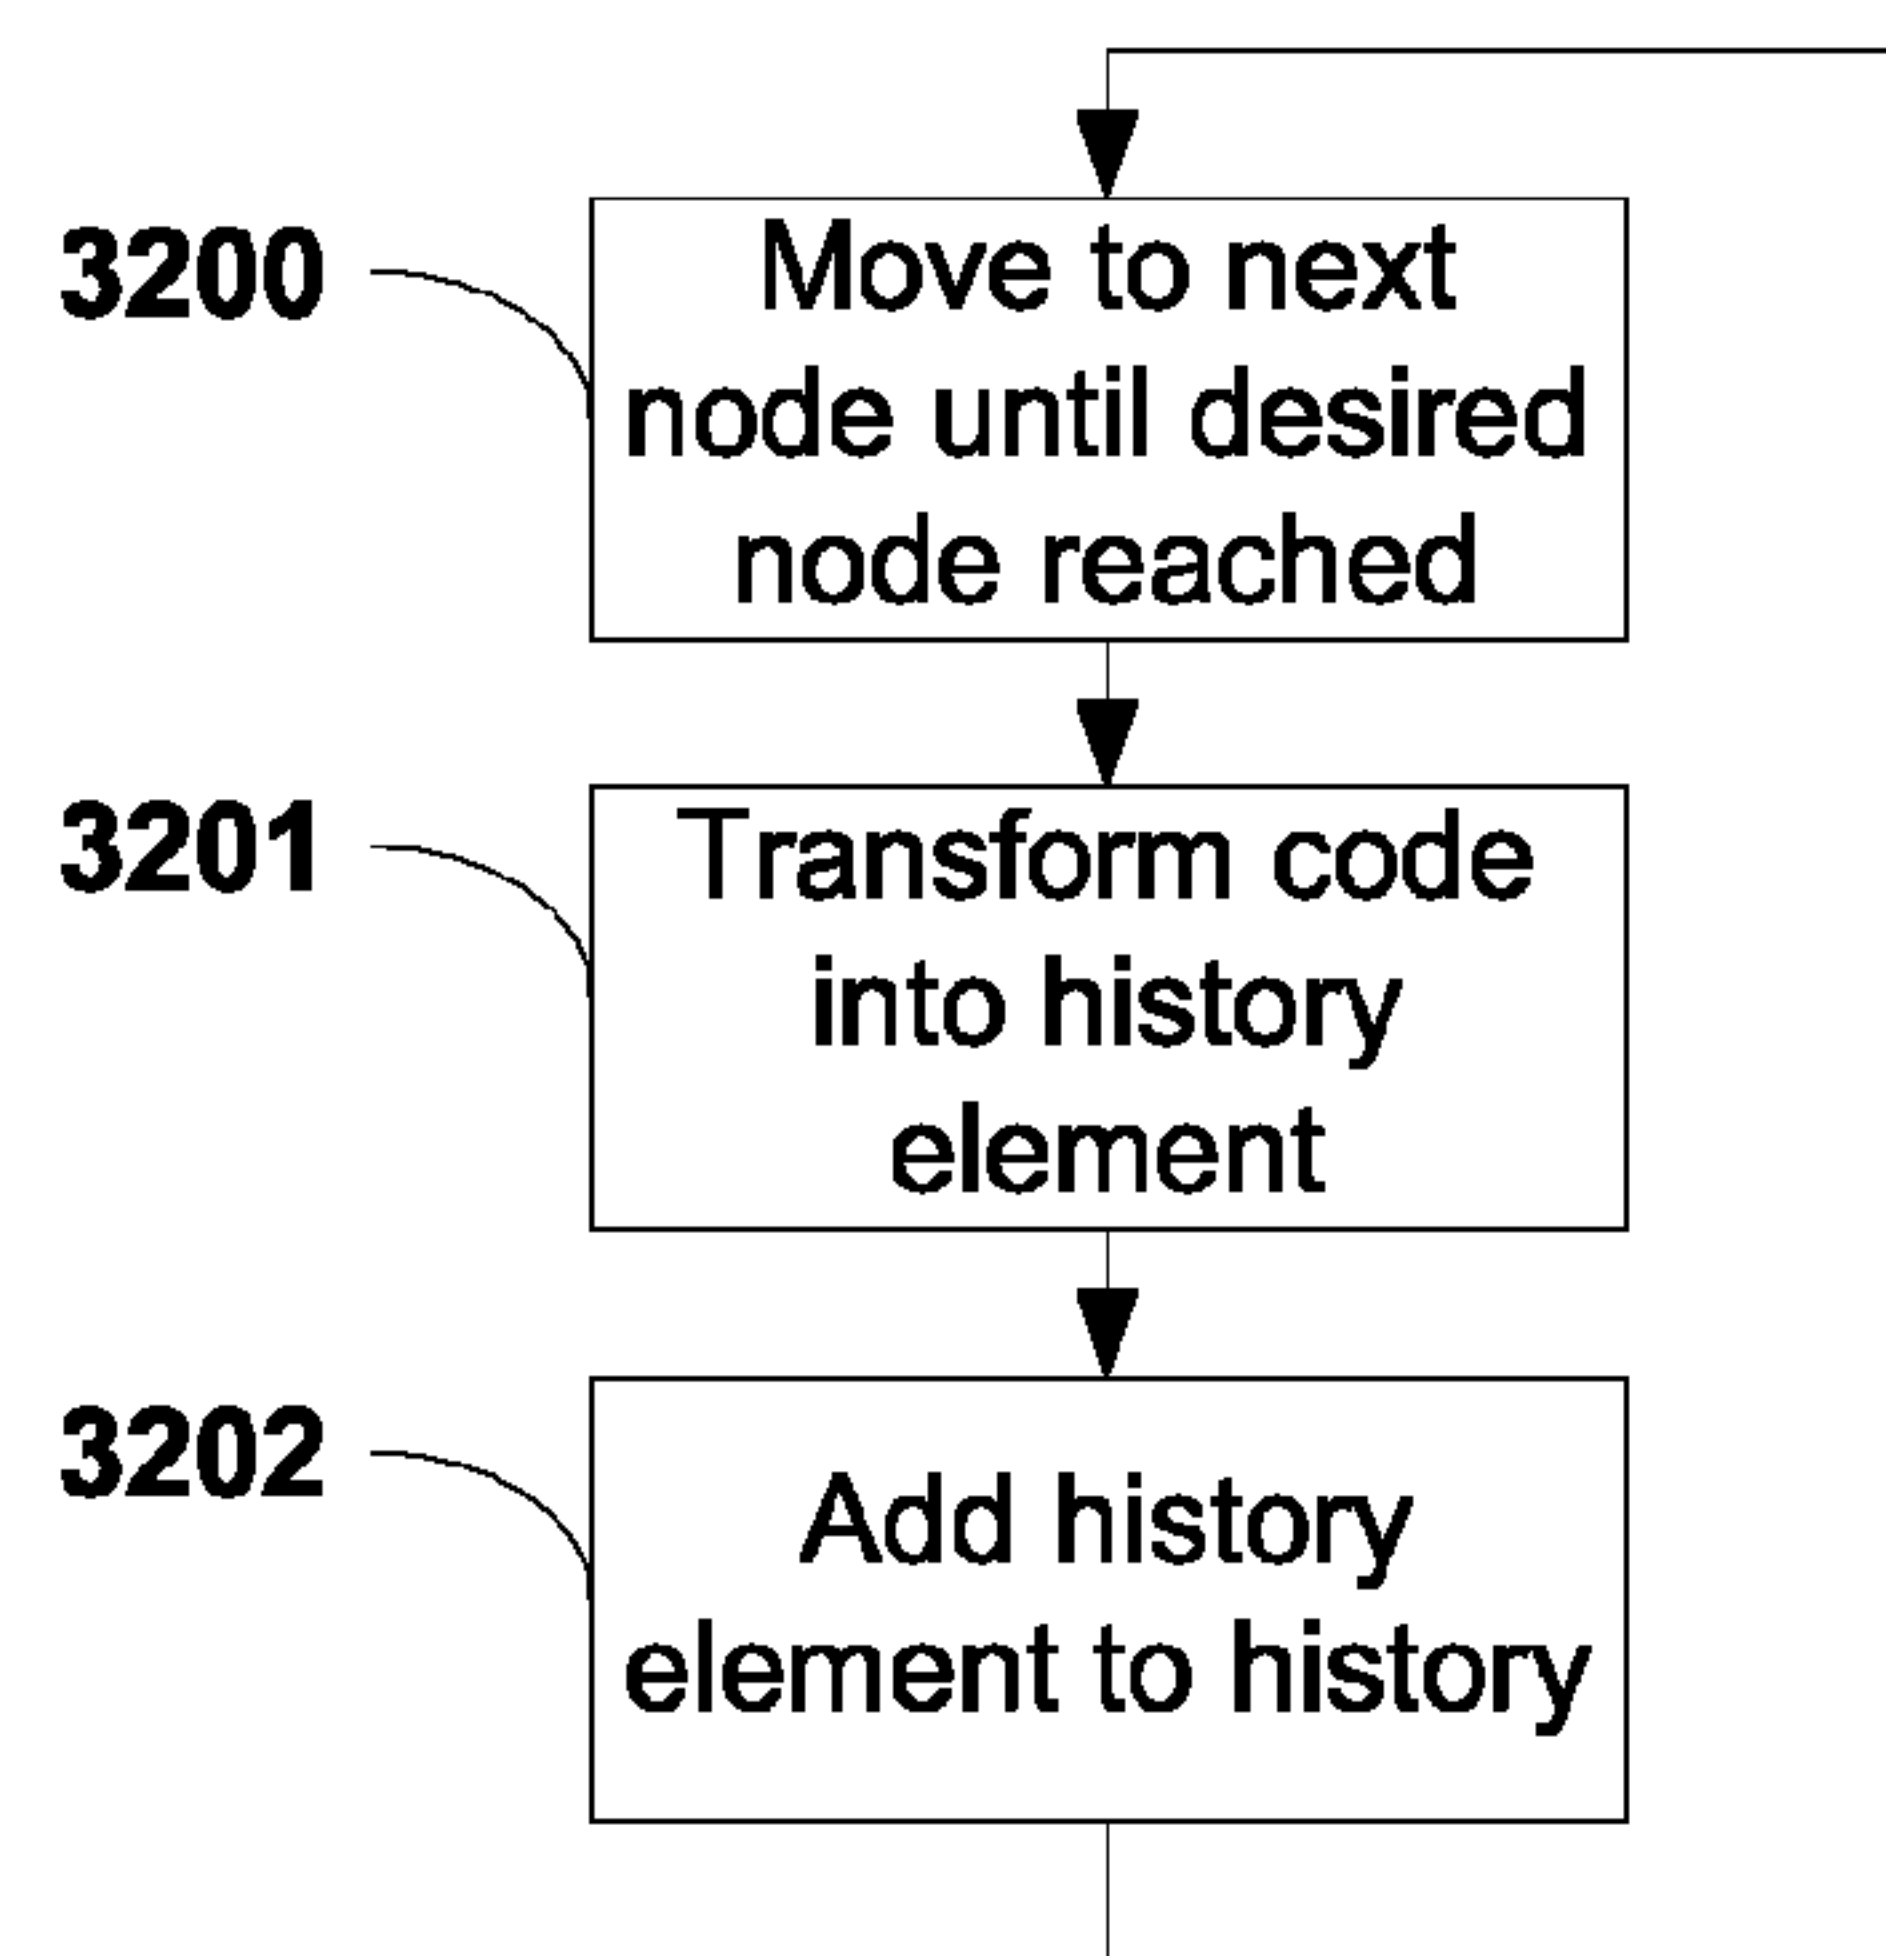 3200
Move to next
node until desired
node reached
3201
Transform code
into history
element
3202
Add history
element to history